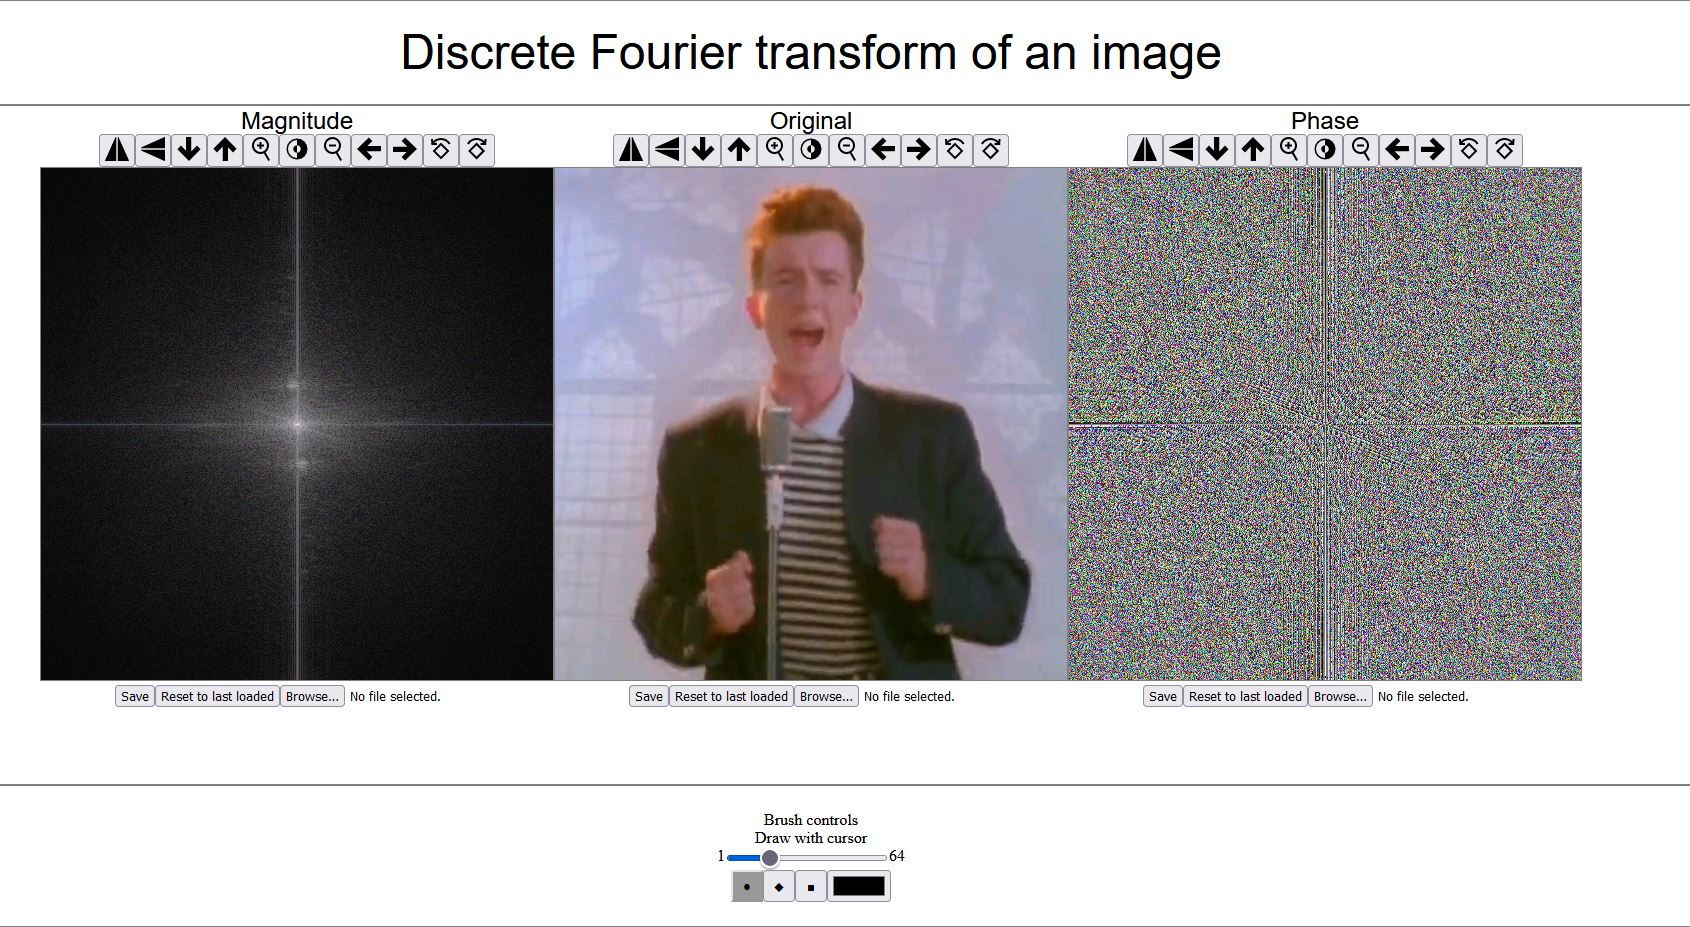 Discrete Fourier transform of an image
Magnitude
Original
Phase
Save Reset to last loaded Browse... No file selected.
Save Reset to last loaded Browse... No file selected.
Save Reset to last loaded Browse... No file selected.
Brush controls
Draw with cursor
1 64